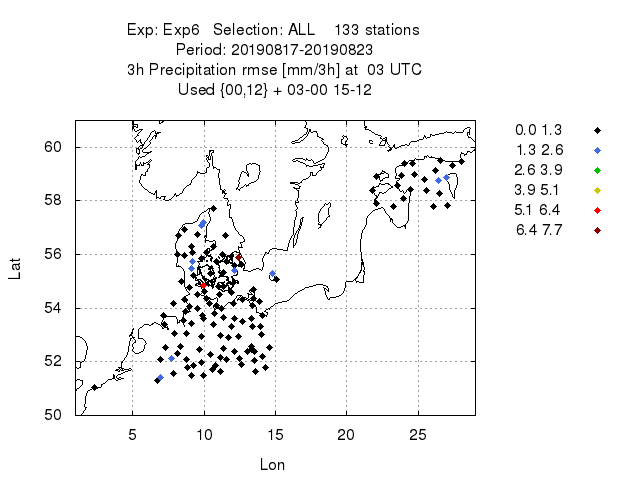 Exp: Exp6 Selection: ALL 133 stations
Period: 20190817-20190823
3h Precipitation rmse [mm/3h] at 03 UTC
Used {00,12} + 03-00 15-12
0.0 1.3
1.3 2.6
2.6 3.9
3.9 5.1
5.1 6.4
6.4 7.7
60
58
56
54
52
50
Lat
5 10 15 20 25
Lon